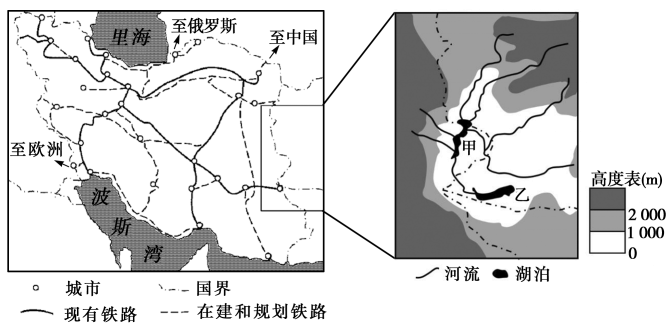 里海
至俄罗斯
至中国
至欧洲
波
斯
湾
甲
乙
高度表(m)
2 000
1 000
0
城市
国界
现有铁路
在建和规划铁路
河流
湖泊